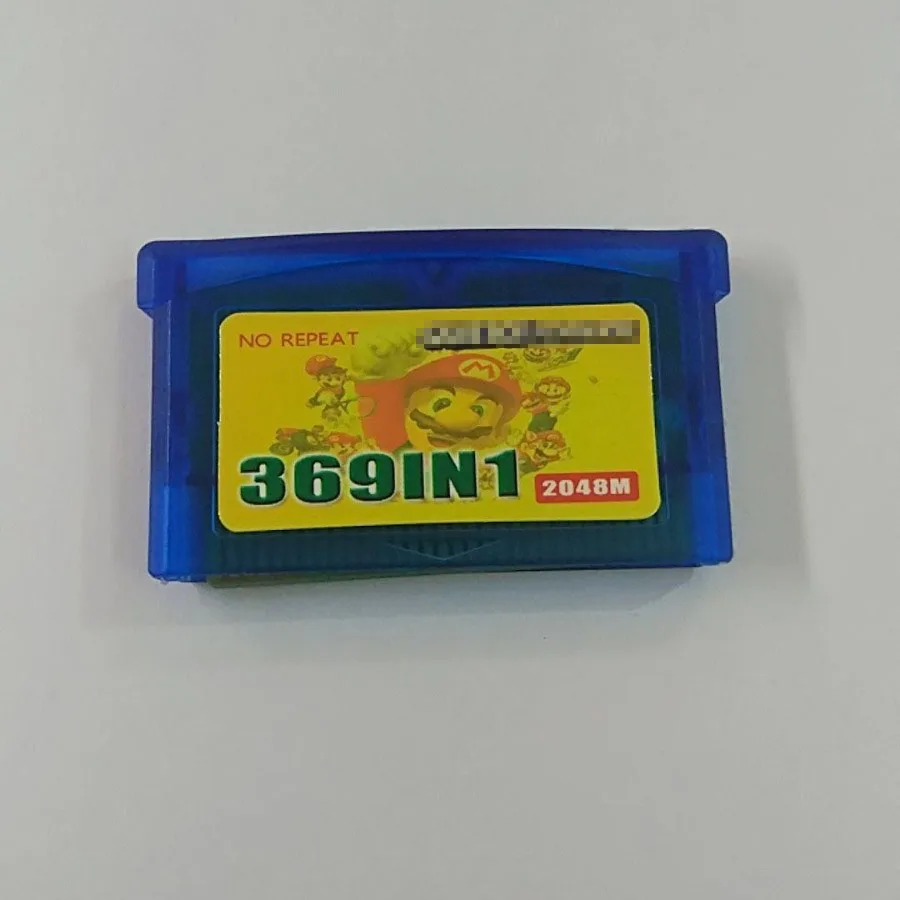 NO REPEAT
M
369IN1
2048M